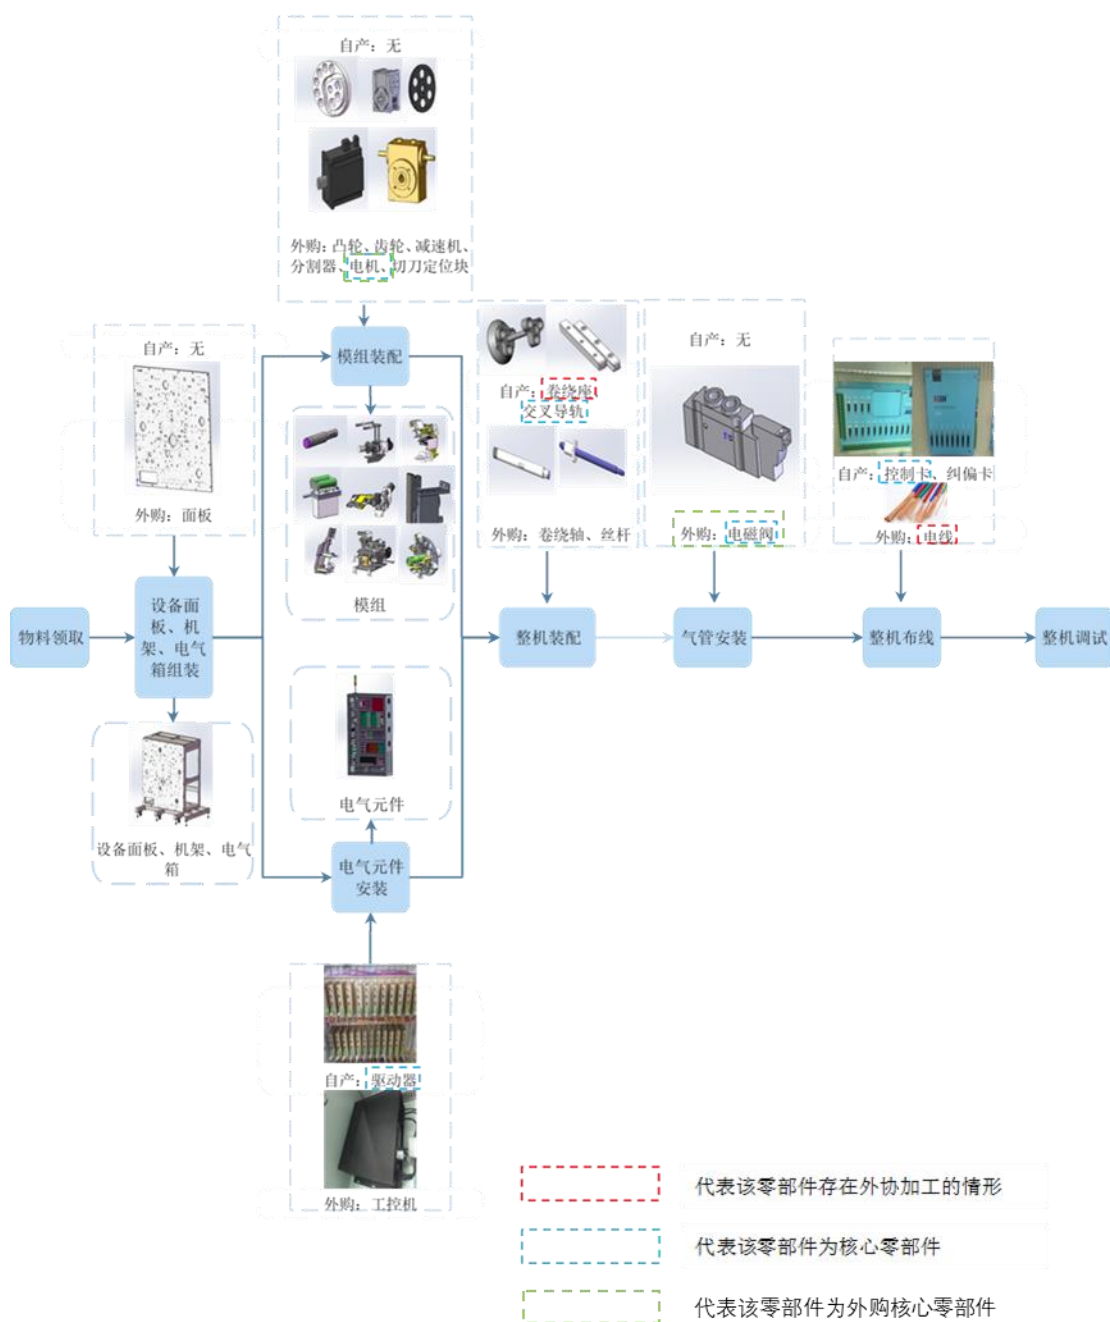 自产：无
外购：凸轮、齿轮、减速机、
分割器、电机、切刀定位块
自产：无
外购：面板
模组装配
模组
自产：卷绕座
交叉导轨
外购：卷绕轴、丝杆
自产：无
外购：电磁阀
自产：控制卡、纠偏卡
外购：电线
物料领取
设备面
板、机
架、电气
箱组装
整机装配
气管安装
整机布线
整机调试
设备面板、机架、电气
箱
电气元件
电气元件
安装
自产：驱动器
外购：工控机
代表该零部件存在外协加工的情形
代表该零部件为核心零部件
代表该零部件为外购核心零部件